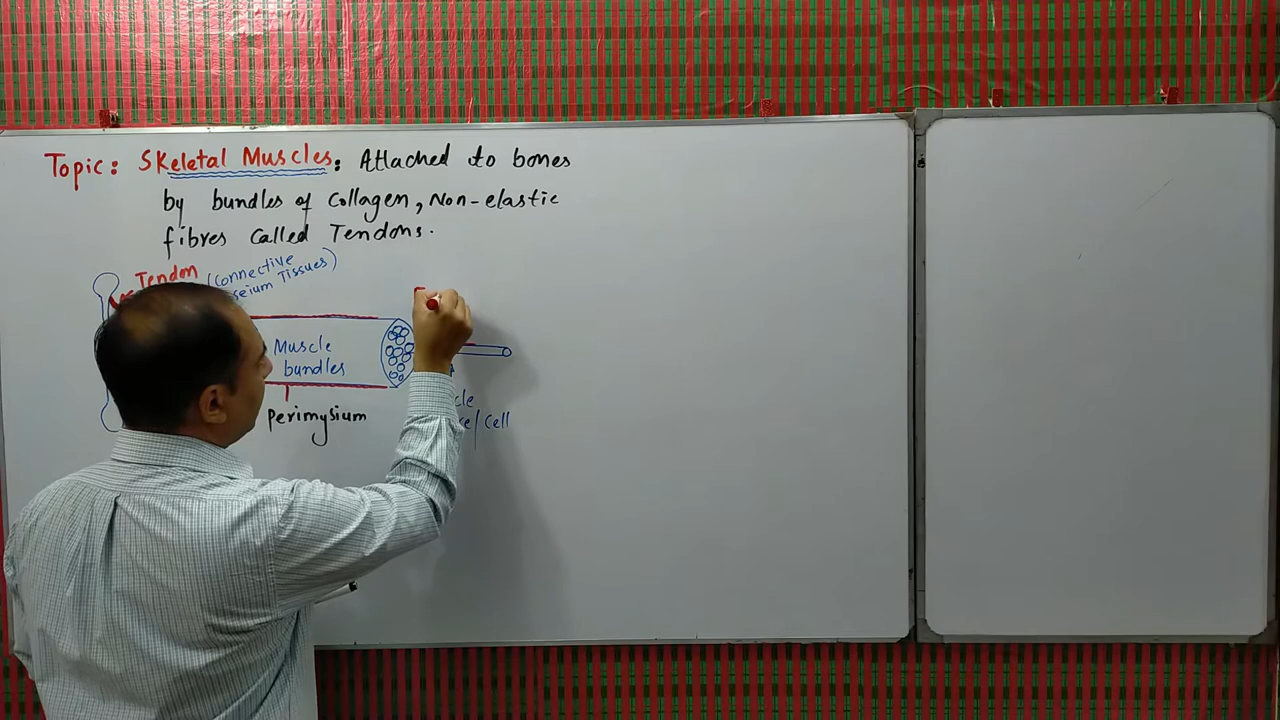 Topic: Skeletal Muscles: Attached to bones
by bundles of collagen, Non-elastic
fibres Called Tendons.
Tendon (Connective
Tissues)
Muscle
bundles
Perimysium
Cell